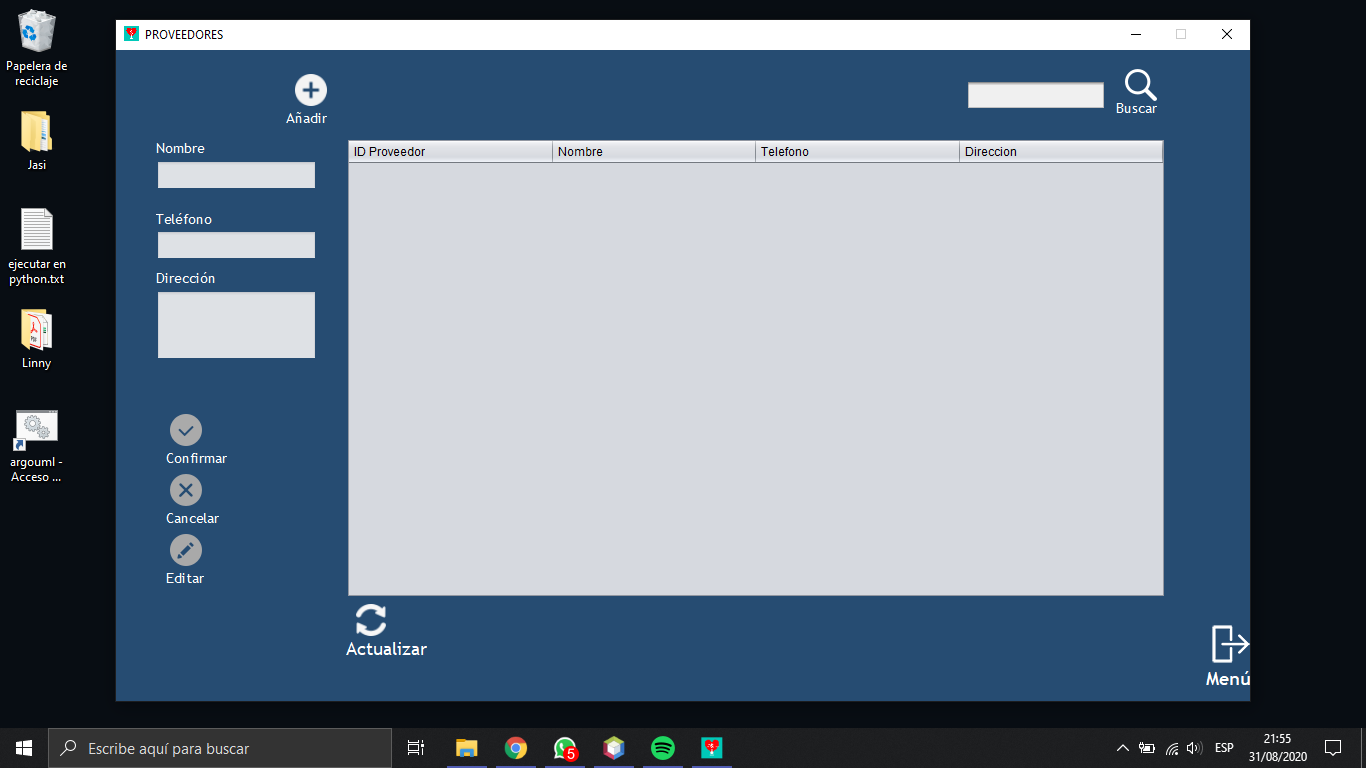 Papelera de
reciclaje
Jasi
ejecutar en
python.txt
Linny
argouml -
Acceso ...
PROVEEDORES
Añadir
Buscar
Nombre
Teléfono
Dirección
ID Proveedor
Nombre
Telefono
Direccion
Confirmar
Cancelar
Editar
Actualizar
Menú
Escribe aquí para buscar
5
ESP
21:55
31/08/2020